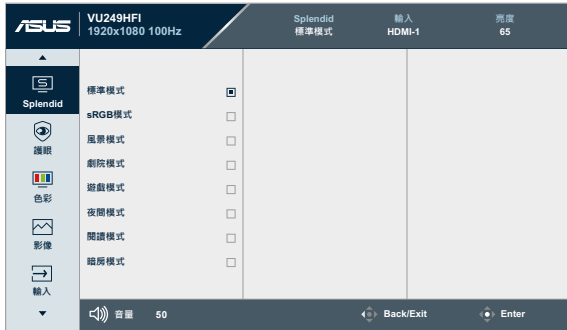 ASUS
VU249HFI
1920x1080 100Hz
Splendid
標準模式
輸入
HDMI-1
亮度
65
Splendid
護眼
色彩
影像
輸入
標準模式
sRGB模式
風景模式
劇院模式
遊戲模式
夜間模式
閱讀模式
暗房模式
音量 50
Back/Exit
Enter